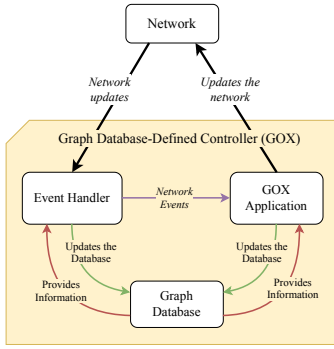 Network
Network
updates
Updates the
network
Graph Database-Defined Controller (GOX)
Event Handler
Network
Events
GOX
Application
Updates the
Database
Updates the
Database
Provides
Information
Graph
Database
Provides
Information